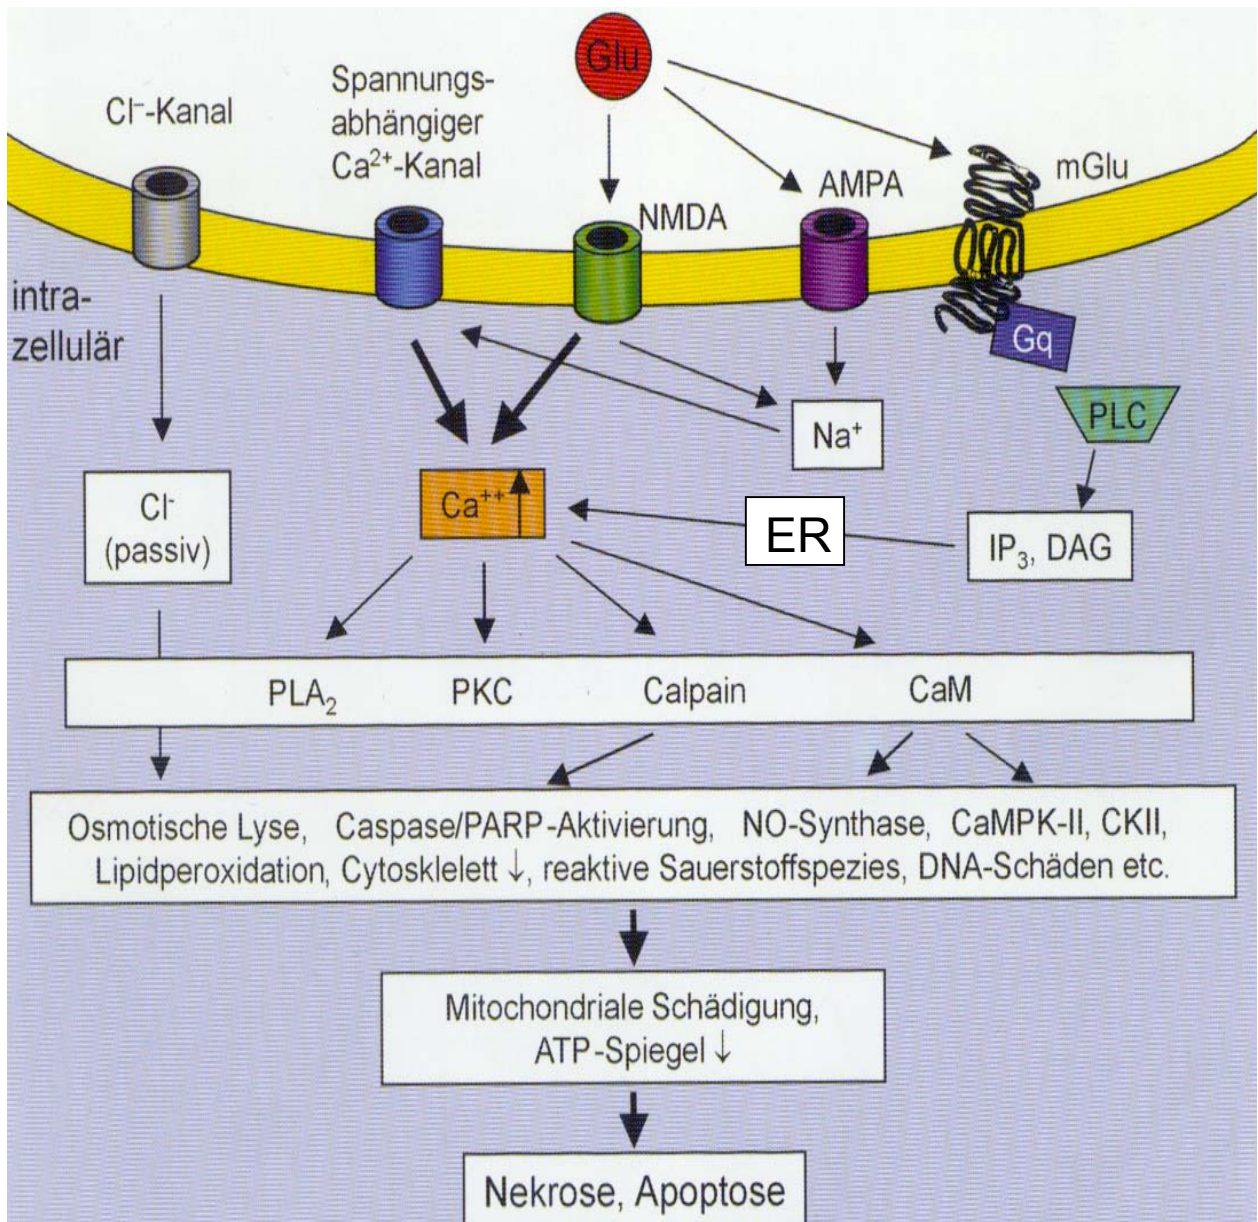 Glu
Spannungs-
abhängiger
Ca²⁺-Kanal
Cl⁻-Kanal
NMDA
AMPA
mGlu
intra-
zellulär
Gq
PLC
Na⁺
Ca⁺⁺
Cl⁻
(passiv)
ER
IP₃, DAG
PLA₂ PKC Calpain CaM
Osmotische Lyse, Caspase/PARP-Aktivierung, NO-Synthase, CaMPK-II, CKII,
Lipidperoxidation, Cytosklelett ↓, reaktive Sauerstoffspezies, DNA-Schäden etc.
Mitochondriale Schädigung,
ATP-Spiegel ↓
Nekrose, Apoptose